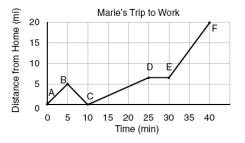 Marie's Trip to Work
Distance from Home (mi)
20
15
10
5
0
A
B
C
D
E
F
0 5 10 15 20 25 30 35 40
Time (min)